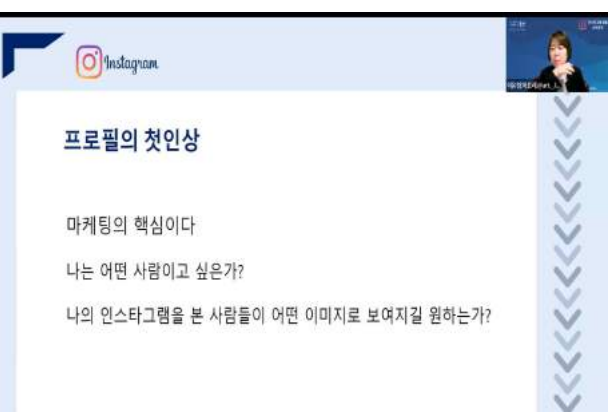 Instagram
프로필의 첫인상
마케팅의 핵심이다
나는 어떤 사람이고 싶은가?
나의 인스타그램을 본 사람들이 어떤 이미지로 보여지길 원하는가?